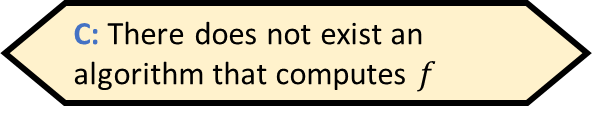 C: There does not exist an
algorithm that computes f